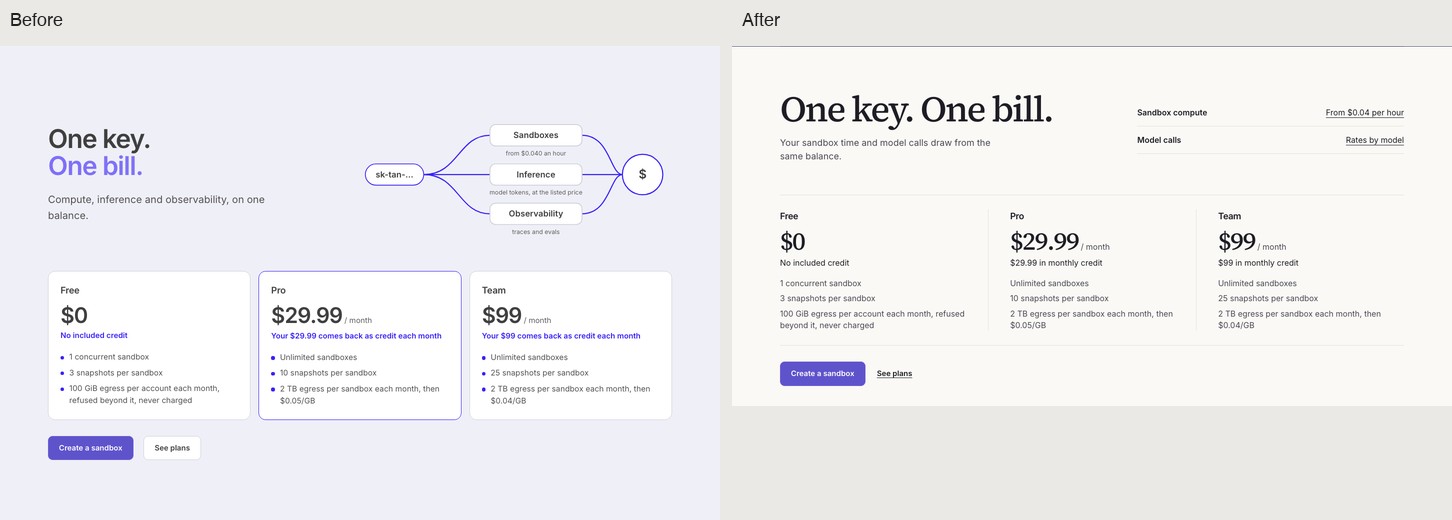 Before
One key.
One bill.
Compute, inference and observability, on one
balance.
sk-tan-...
Sandboxes
from $0.040 an hour
Inference
model tokens, at the listed price
Observability
traces and evals
$
Free
$0
No included credit
1 concurrent sandbox
3 snapshots per sandbox
100 GiB egress per account each month,
refused beyond it, never charged
Pro
$29.99 / month
Your $29.99 comes back as credit each month
Unlimited sandboxes
10 snapshots per sandbox
2 TB egress per sandbox each month, then
$0.05/GB
Team
$99 / month
Your $99 comes back as credit each month
Unlimited sandboxes
25 snapshots per sandbox
2 TB egress per sandbox each month, then
$0.04/GB
Create a sandbox
See plans
After
One key. One bill.
Your sandbox time and model calls draw from the
same balance.
Sandbox compute
From $0.04 per hour
Model calls
Rates by model
Free
$0
No included credit
1 concurrent sandbox
3 snapshots per sandbox
100 GiB egress per account each month, refused
beyond it, never charged
Pro
$29.99 / month
$29.99 in monthly credit
Unlimited sandboxes
10 snapshots per sandbox
2 TB egress per sandbox each month, then
$0.05/GB
Team
$99 / month
$99 in monthly credit
Unlimited sandboxes
25 snapshots per sandbox
2 TB egress per sandbox each month, then
$0.04/GB
Create a sandbox
See plans